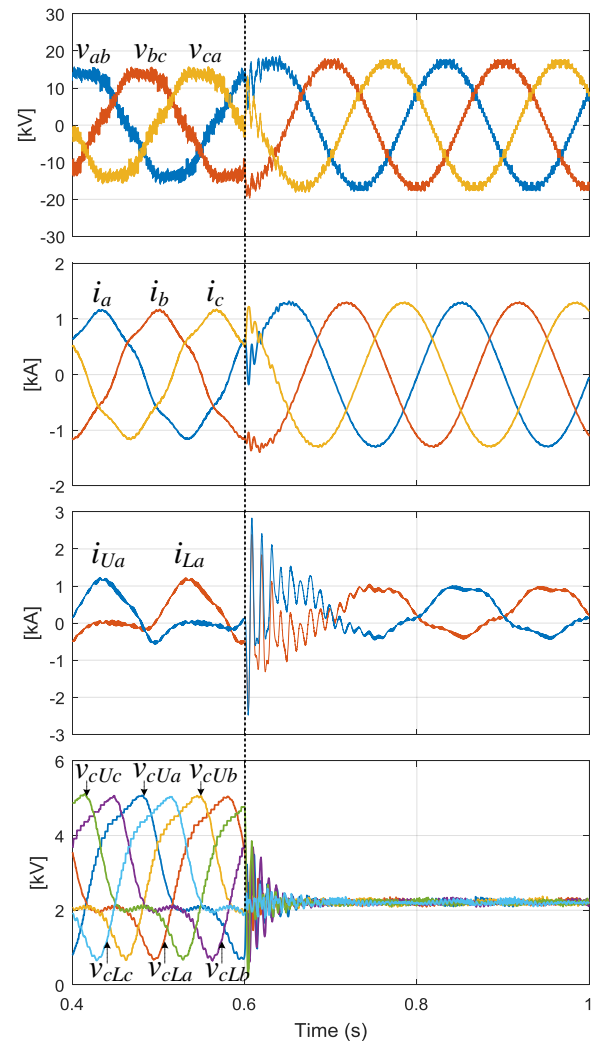 30
20
v_ab v_bc v_ca
10
[kV]
0
-10
-20
-30
2
i_a i_b i_c
1
[kA]
0
-1
-2
3
2
i_Ua i_La
1
[kA]
0
-1
-2
-3
6
v_cUc v_cUa v_cUb
4
[kV]
2
v_cLc v_cLa v_cLb
0
0.4 0.6 0.8 1
Time (s)